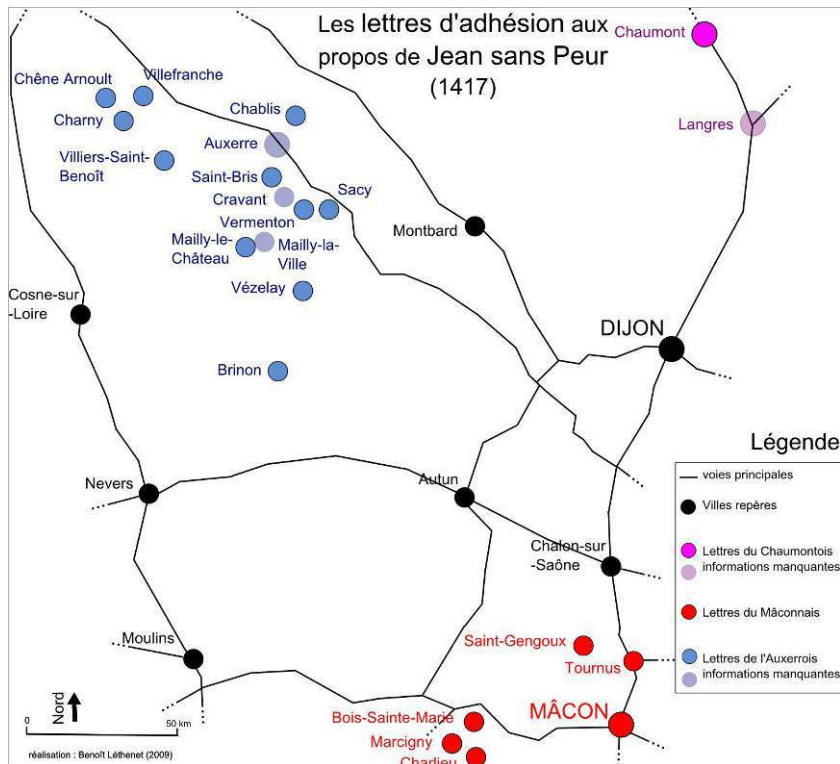 Les lettres d'adhésion aux
propos de Jean sans Peur
(1417)
Chaumont
Langres
Chêne Arnoult
Villefranche
Charny
Villiers-Saint-
Benoît
Chablis
Auxerre
Saint-Bris
Cravant
Sacy
Vermenton
Mailly-le-
Château
Mailly-la-
Ville
Vézelay
Montbard
Cosne-sur
-Loire
DIJON
Brinon
Nevers
Autun
Chalon-sur
-Saône
Moulins
Saint-Gengoux
Tournus
Bois-Sainte-Marie
MÂCON
Marcigny
Charlieu
Légende
voies principales
Villes repères
Lettres du Chaumontois
informations manquantes
Lettres du Mâconnais
Lettres de l'Auxerrois
informations manquantes
Nord
0
50 km
réalisation : Benoît Léthenet (2009)